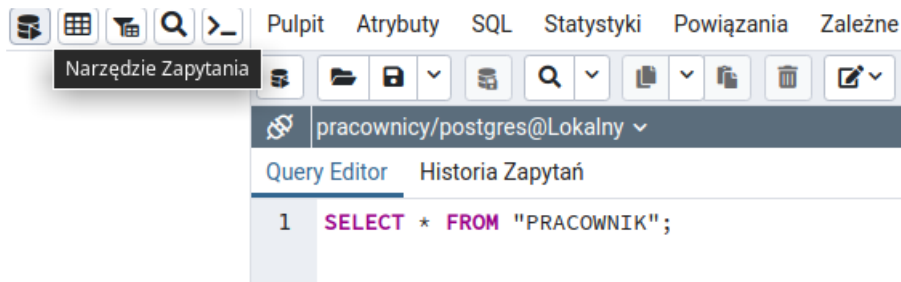 Pulpit Atrybuty SQL Statystyki Powiązania Zależne
Narzędzie Zapytania
pracownicy/postgres@Lokalny
Query Editor Historia Zapytań
1 SELECT * FROM "PRACOWNIK";